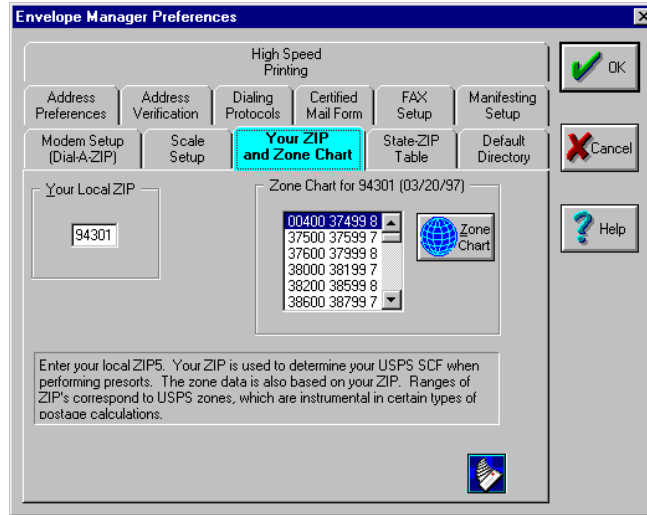 Envelope Manager Preferences
High Speed
Printing
Address
Preferences
Address
Verification
Dialing
Protocols
Certified
Mail Form
FAX
Setup
Manifesting
Setup
Modem Setup
(Dial-A-ZIP)
Scale
Setup
Your ZIP
and Zone Chart
State-ZIP
Table
Default
Directory
OK
Cancel
Help
Your Local ZIP
94301
Zone Chart for 94301 (03/20/97)
00400 37499 8
37500 37599 7
37600 37999 8
38000 38199 7
38200 38599 8
38600 38799 7
Zone
Chart
Enter your local ZIP5. Your ZIP is used to determine your USPS SCF when
performing presorts. The zone data is also based on your ZIP. Ranges of
ZIP's correspond to USPS zones, which are instrumental in certain types of
postage calculations.